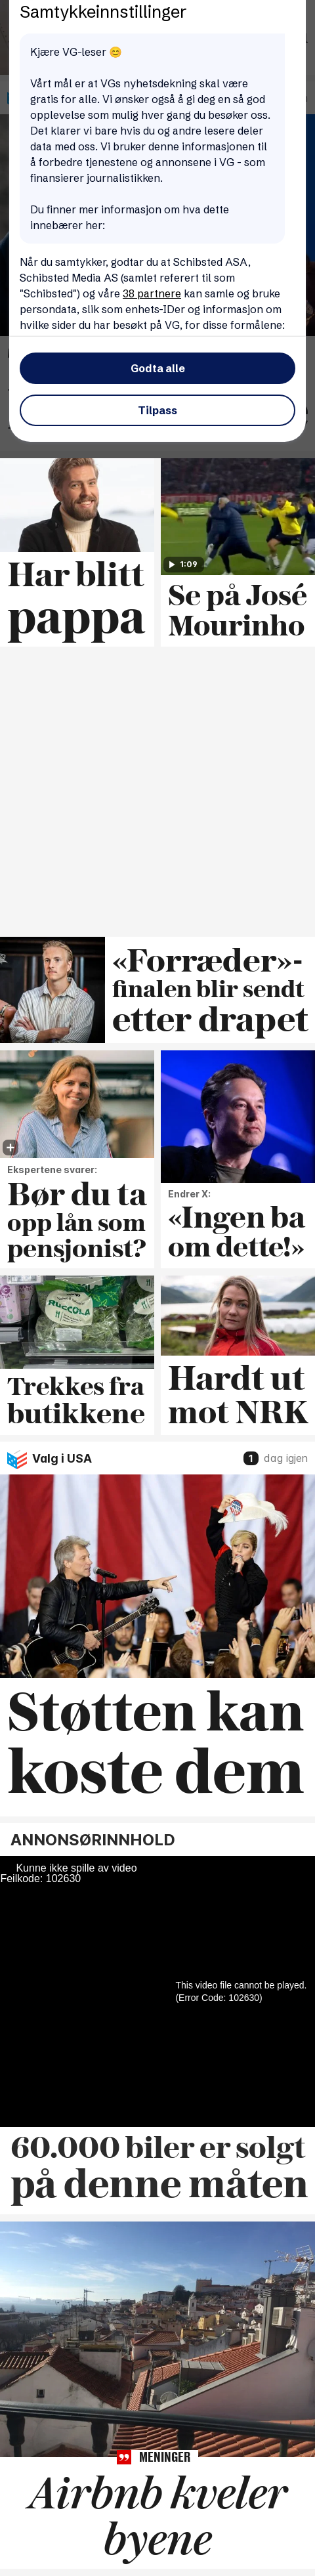 Samtykkeinnstillinger
Kjære VG-leser 😊
Vårt mål er at VGs nyhetsdekning skal være
gratis for alle. Vi ønsker også å gi deg en så god
opplevelse som mulig hver gang du besøker oss.
Det klarer vi bare hvis du og andre lesere deler
data med oss. Vi bruker denne informasjonen til
å forbedre tjenestene og annonsene i VG - som
finansierer journalistikken.
Du finner mer informasjon om hva dette
innebærer her:
Når du samtykker, godtar du at Schibsted ASA,
Schibsted Media AS (samlet referert til som
"Schibsted") og våre 38 partnere kan samle og bruke
persondata, slik som enhets-IDer og informasjon om
hvilke sider du har besøkt på VG, for disse formålene:
Godta alle
Tilpass
Har blitt
pappa
1:09
Se på José
Mourinho
«Forræder»-
finalen blir sendt
etter drapet
Ekspertene svarer:
Bør du ta
opp lån som
pensjonist?
Endrer X:
«Ingen ba
om dette!»
RUCCOLA
Trekkes fra
butikkene
Hardt ut
mot NRK
Valg i USA
1 dag igjen
Støtten kan
koste dem
ANNONSØRINNHOLD
Kunne ikke spille av video
Feilkode: 102630
This video file cannot be played.
(Error Code: 102630)
60.000 biler er solgt
på denne måten
MENINGER
Airbnb kveler
byene